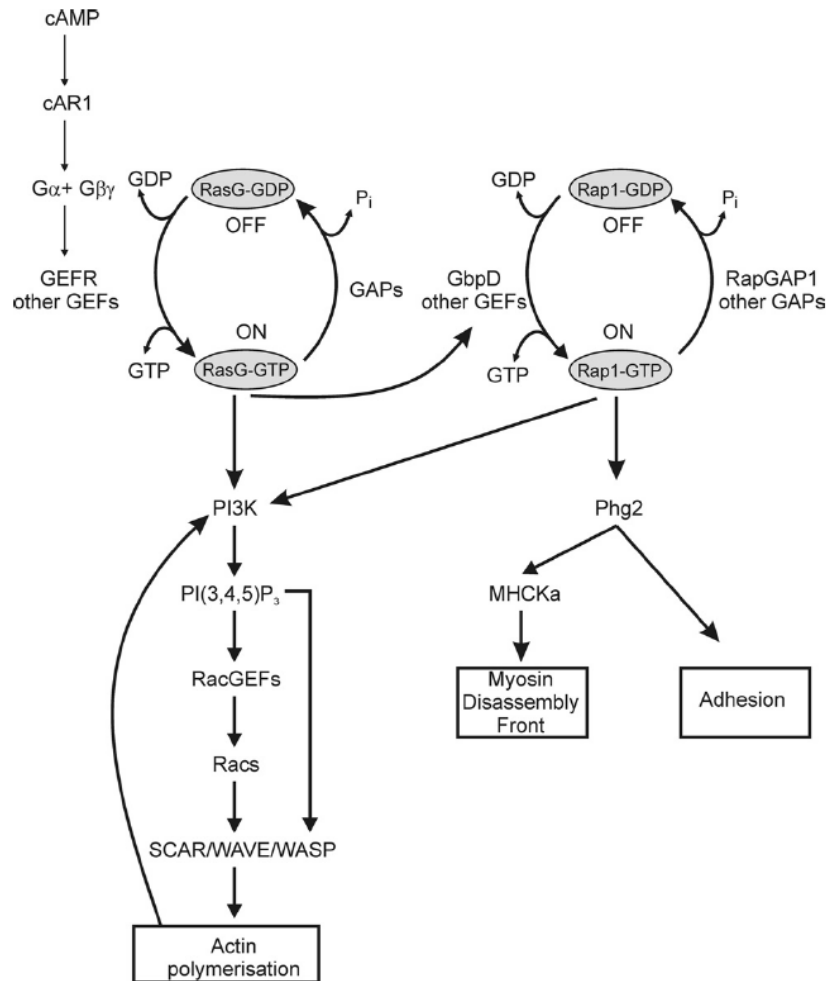 cAMP
cAR1
Gα+ Gβγ
GEFR
other GEFs
GDP
RasG-GDP
OFF
Pi
GAPs
ON
GTP
RasG-GTP
GDP
Rap1-GDP
OFF
Pi
GbpD
other GEFs
RapGAP1
other GAPs
ON
GTP
Rap1-GTP
PI3K
Phg2
PI(3,4,5)P₃
MHCKa
RacGEFs
Myosin
Disassembly
Front
Adhesion
Racs
SCAR/WAVE/WASP
Actin
polymerisation